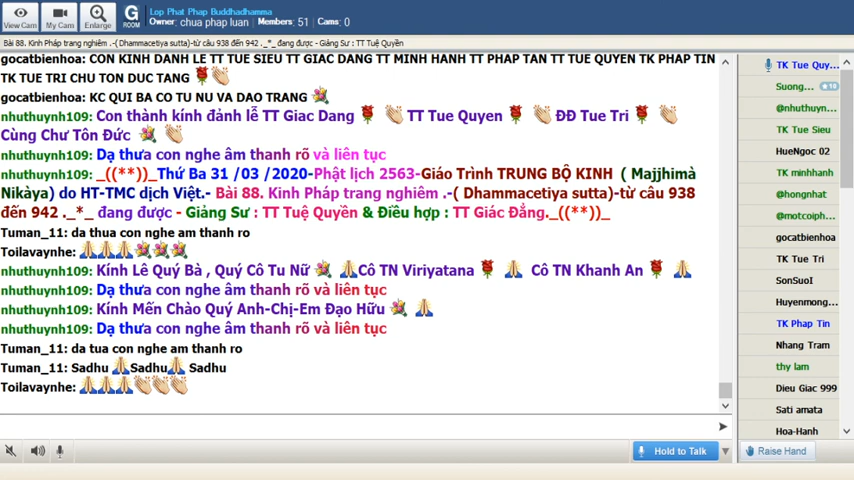 View Cam
My Cam
Enlarge
G
ROOM
Lop Phat Phap Buddhadhamma
Owner: chua phap luan Members: 51 Cams: 0
Bài 88. Kinh Pháp trang nghiêm .-( Dhammacetiya sutta)-từ câu 938 đến 942 ._*_ đang được - Giảng Sư : TT Tuệ Quyền
gocatbienhoa: CON KINH DANH LE TT TUE SIEU TT GIAC DANG TT MINH HANH TT PHAP TAN TT TUE QUYEN TK PHAP TIN
TK TUE TRI CHU TON DUC TANG
gocatbienhoa: KC QUI BA CO TU NU VA DAO TRANG
nhuthuynh109: Con thành kính đảnh lễ TT Giac Dang TT Tue Quyen ĐĐ Tue Tri
Cùng Chư Tôn Đức
nhuthuynh109: Dạ thưa con nghe âm thanh rõ và liên tục
nhuthuynh109: _((**))_Thứ Ba 31 /03 /2020-Phật lịch 2563-Giáo Trình TRUNG BỘ KINH ( Majjhimà
Nikàya) do HT-TMC dịch Việt.- Bài 88. Kinh Pháp trang nghiêm .-( Dhammacetiya sutta)-từ câu 938
đến 942 ._*_ đang được - Giảng Sư : TT Tuệ Quyền & Điều hợp : TT Giác Đẳng._((**))_
Tuman_11: da thua con nghe am thanh ro
Toilavaynhe:
nhuthuynh109: Kính Lê Quý Bà , Quý Cô Tu Nữ Cô TN Viriyatana Cô TN Khanh An
nhuthuynh109: Dạ thưa con nghe âm thanh rõ và liên tục
nhuthuynh109: Kính Mến Chào Quý Anh-Chị-Em Đạo Hữu
nhuthuynh109: Dạ thưa con nghe âm thanh rõ và liên tục
Tuman_11: da tua con nghe am thanh ro
Tuman_11: Sadhu Sadhu Sadhu
Toilavaynhe:
TK Tue Quy...
Suong...
@nhuthuyn...
TK Tue Sieu
HueNgoc 02
TK minhhanh
@hongnhat
@motcoiph...
gocatbienhoa
TK Tue Tri
SonSuoI
Huyenmong...
TK Phap Tin
Nhang Tram
thy lam
Dieu Giac 999
Sati amata
Hoa-Hanh
Hold to Talk
Raise Hand